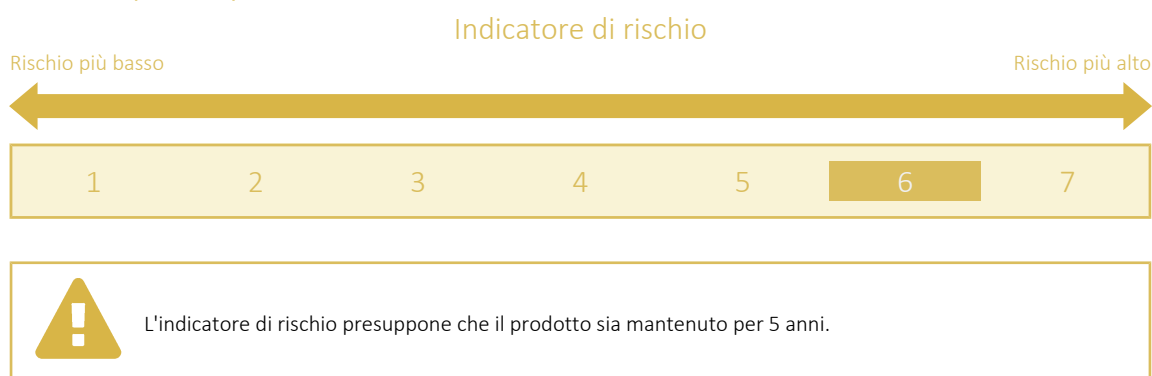 Indicatore di rischio
Rischio più basso
Rischio più alto
1 2 3 4 5 6 7
L'indicatore di rischio presuppone che il prodotto sia mantenuto per 5 anni.